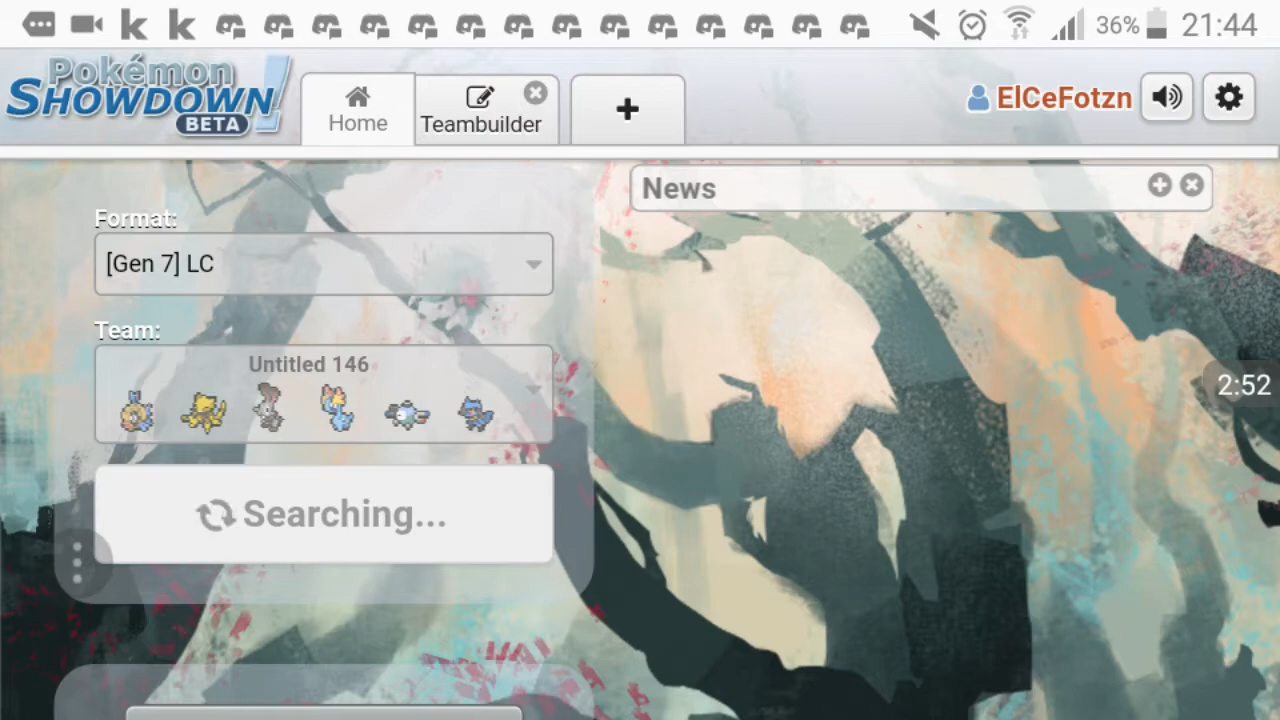 36% 21:44
Pokémon
SHOWDOWN!
BETA
Home
Teambuilder
ElCeFotzn
News
Format:
[Gen 7] LC
Team:
Untitled 146
2:52
Searching...